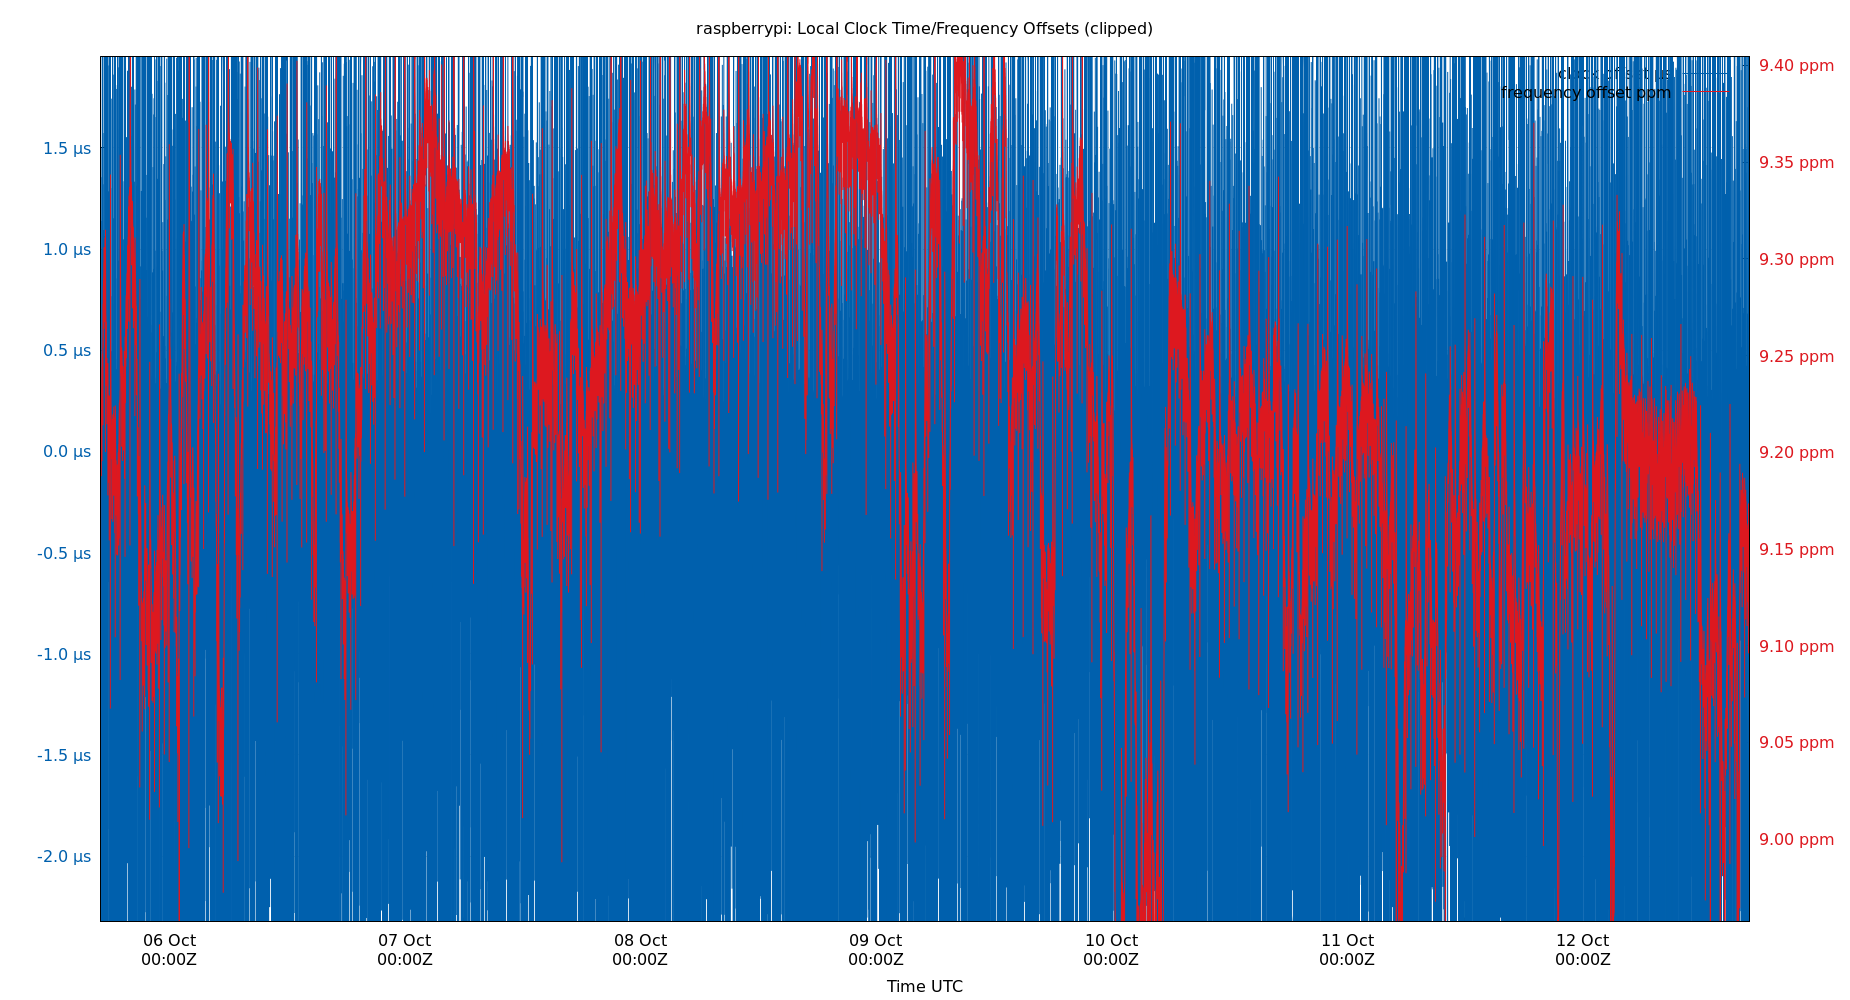 raspberrypi: Local Clock Time/Frequency Offsets (clipped)
clock offset µs
frequency offset ppm
1.5 µs
1.0 µs
0.5 µs
0.0 µs
-0.5 µs
-1.0 µs
-1.5 µs
-2.0 µs
9.40 ppm
9.35 ppm
9.30 ppm
9.25 ppm
9.20 ppm
9.15 ppm
9.10 ppm
9.05 ppm
9.00 ppm
06 Oct 07 Oct 08 Oct 09 Oct 10 Oct 11 Oct 12 Oct
00:00Z 00:00Z 00:00Z 00:00Z 00:00Z 00:00Z 00:00Z
Time UTC